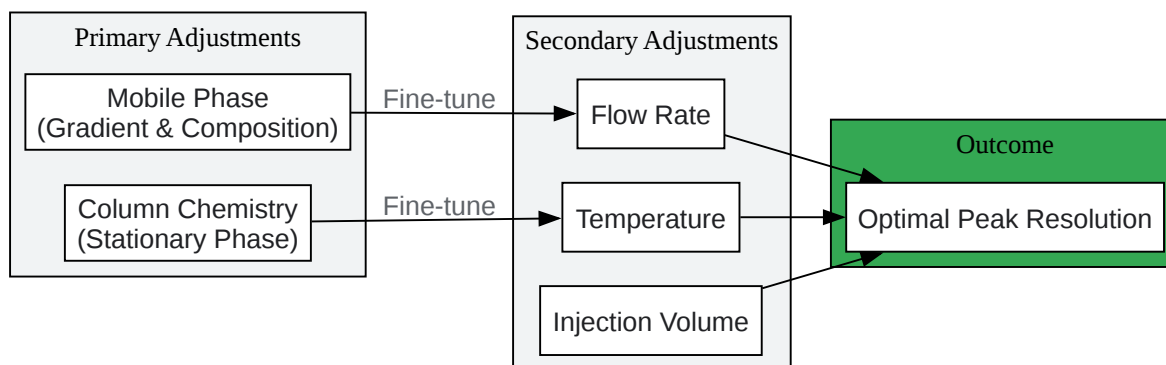 Primary Adjustments
Mobile Phase
(Gradient & Composition)
Column Chemistry
(Stationary Phase)
Fine-tune
Fine-tune
Secondary Adjustments
Flow Rate
Temperature
Injection Volume
Outcome
Optimal Peak Resolution